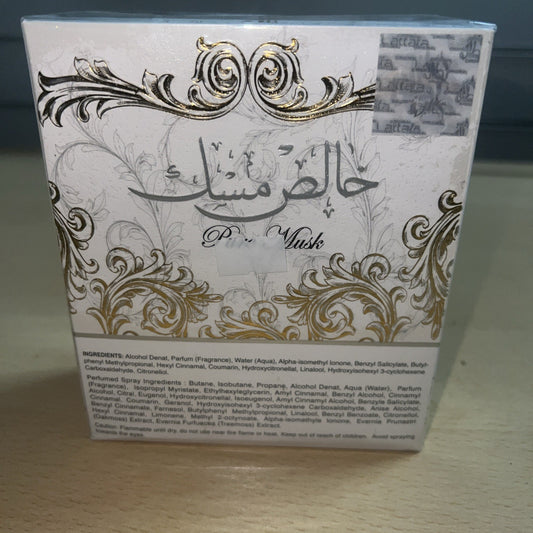 Lattafa
Lattafa
Lattafa
خالص مسك
Pure Musk
INGREDIENTS: Alcohol Denat, Parfum (Fragrance), Water (Aqua), Alpha-isomethyl Ionone, Benzyl Salicylate, Butyl-
phenyl Methylpropional, Hexyl Cinnamal, Coumarin, Hydroxycitronellal, Linalool, Hydroxyisohexyl 3-cyclohexene
Carboxaldehyde, Citronellol.
Perfumed Spray Ingredients : Butane, Isobutane, Propane, Alcohol Denat, Aqua (Water), Parfum
(Fragrance), Isopropyl Myristate, Ethylhexylglycerin, Amyl Cinnamal, Benzyl Alcohol, Cinnamyl
Alcohol, Citral, Eugenol, Hydroxycitronellal, Isoeugenol, Amyl Cinnamyl Alcohol, Benzyle Salicylate,
Cinnamal, Coumarin, Geraniol, Hydroxyisohexyl 3-cyclohexene Carboxaldehyde, Anise Alcohol,
Benzyl Cinnamate, Farnesol, Butylphenyl Methylpropional, Linalool, Benzyl Benzoate, Citronellol,
Hexyl Cinnamal, Limonene, Methyl 2-octynoate, Alpha-isomethyle Ionone, Evernia Prunastri
(Oakmoss) Extract, Evernia Furfuacea (Treemoss) Extract.
Caution: Flammable until dry, do not use near fire flame or heat. Keep out of reach of children. Avoid spraying
towards the eyes.